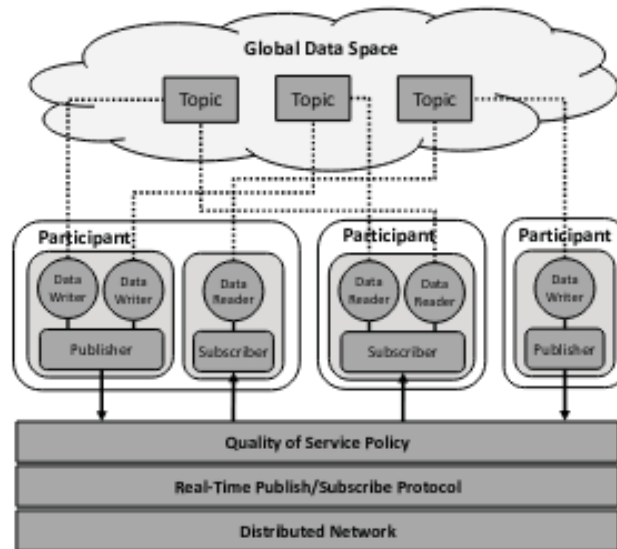 Global Data Space
Topic
Topic
Topic
Participant
Participant
Participant
Data
Writer
Data
Writer
Data
Reader
Data
Reader
Data
Reader
Data
Writer
Publisher
Subscriber
Subscriber
Publisher
Quality of Service Policy
Real-Time Publish/Subscribe Protocol
Distributed Network